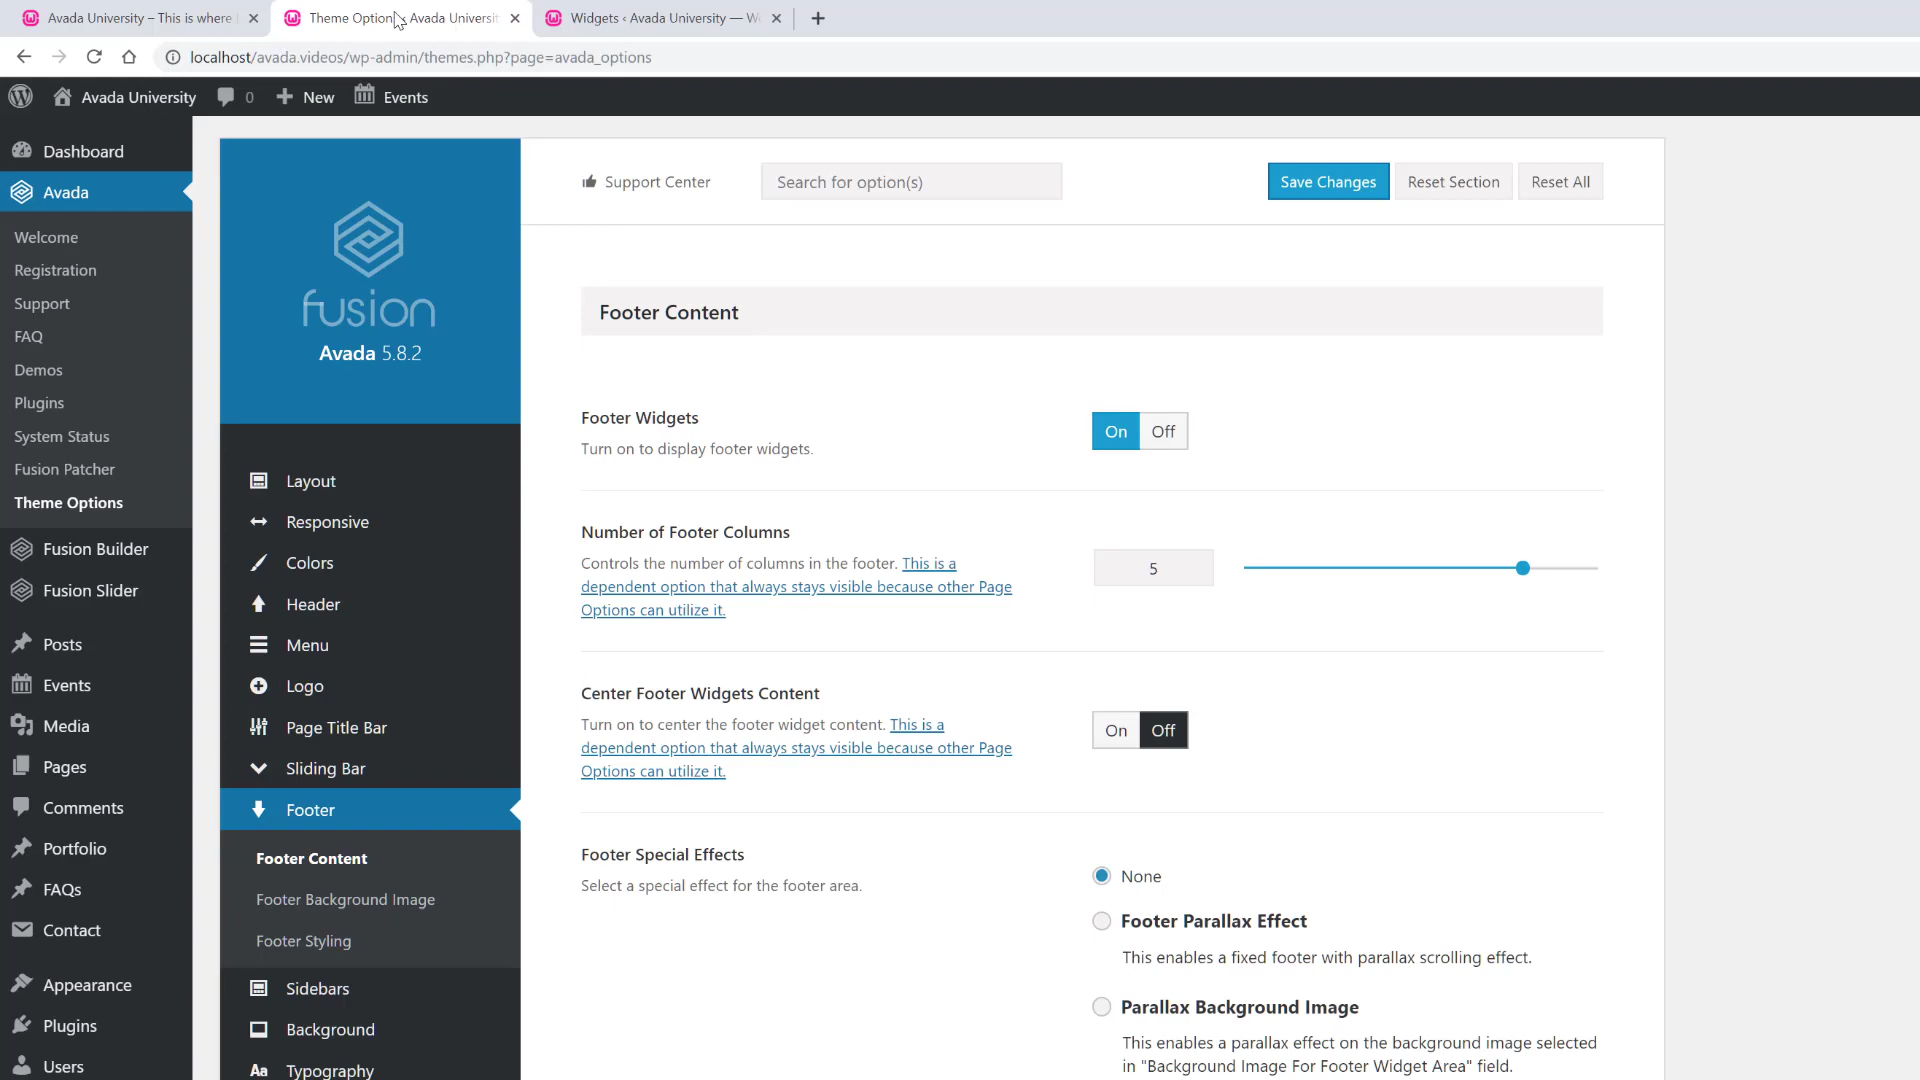 Avada University – This is where
Theme Option ‹ Avada Universit
Widgets ‹ Avada University — W
localhost/avada.videos/wp-admin/themes.php?page=avada_options
Avada University
0
New
Events
Dashboard
Avada
Welcome
Registration
Support
FAQ
Demos
Plugins
System Status
Fusion Patcher
Theme Options
Fusion Builder
Fusion Slider
Posts
Events
Media
Pages
Comments
Portfolio
FAQs
Contact
Appearance
Plugins
Users
fusion
Avada 5.8.2
Layout
Responsive
Colors
Header
Menu
Logo
Page Title Bar
Sliding Bar
Footer
Footer Content
Footer Background Image
Footer Styling
Sidebars
Background
Aa Typography
Support Center
Search for option(s)
Save Changes
Reset Section
Reset All
Footer Content
Footer Widgets
Turn on to display footer widgets.
On
Off
Number of Footer Columns
Controls the number of columns in the footer. This is a
dependent option that always stays visible because other Page
Options can utilize it.
5
Center Footer Widgets Content
Turn on to center the footer widget content. This is a
dependent option that always stays visible because other Page
Options can utilize it.
On
Off
Footer Special Effects
Select a special effect for the footer area.
None
Footer Parallax Effect
This enables a fixed footer with parallax scrolling effect.
Parallax Background Image
This enables a parallax effect on the background image selected
in "Background Image For Footer Widget Area" field.